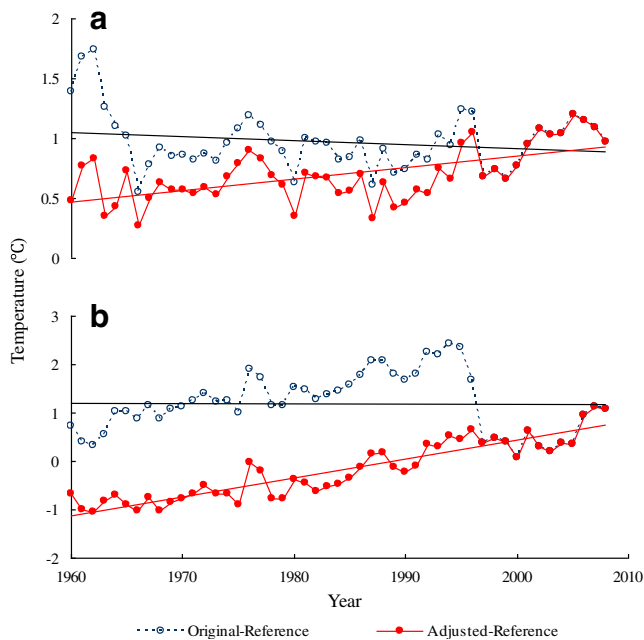 a
2
1.5
1
0.5
0
Temperature (℃)
b
3
2
1
0
-1
-2
1960
1970
1980
1990
2000
2010
Year
Original-Reference
Adjusted-Reference